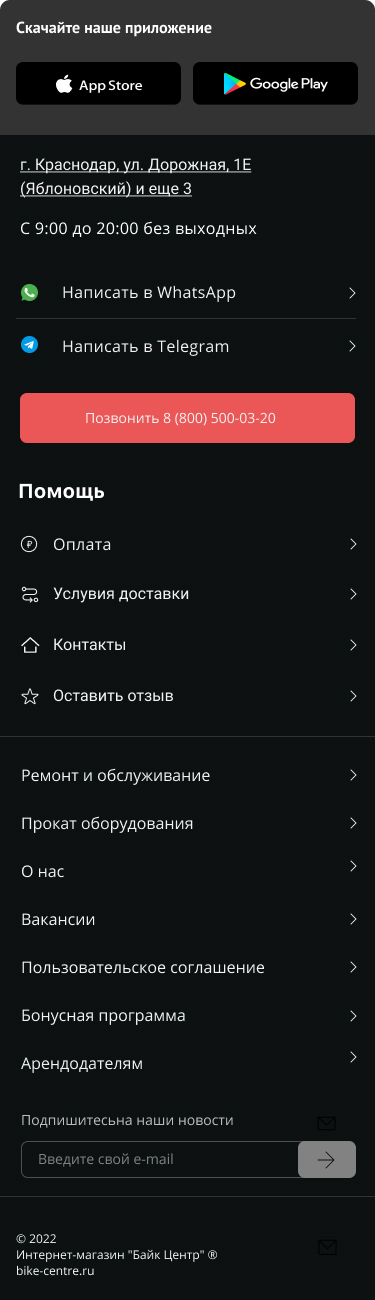 Скачайте наше приложение
App Store
Google Play
г. Краснодар, ул. Дорожная, 1Е
(Яблоновский) и еще 3
С 9:00 до 20:00 без выходных
Написать в WhatsApp
Написать в Telegram
Позвонить 8 (800) 500-03-20
Помощь
Оплата
Услувия доставки
Контакты
Оставить отзыв
Ремонт и обслуживание
Прокат оборудования
О нас
Вакансии
Пользовательское соглашение
Бонусная программа
Арендодателям
Подпишитесьна наши новости
Введите свой e-mail
© 2022
Интернет-магазин "Байк Центр" ®
bike-centre.ru